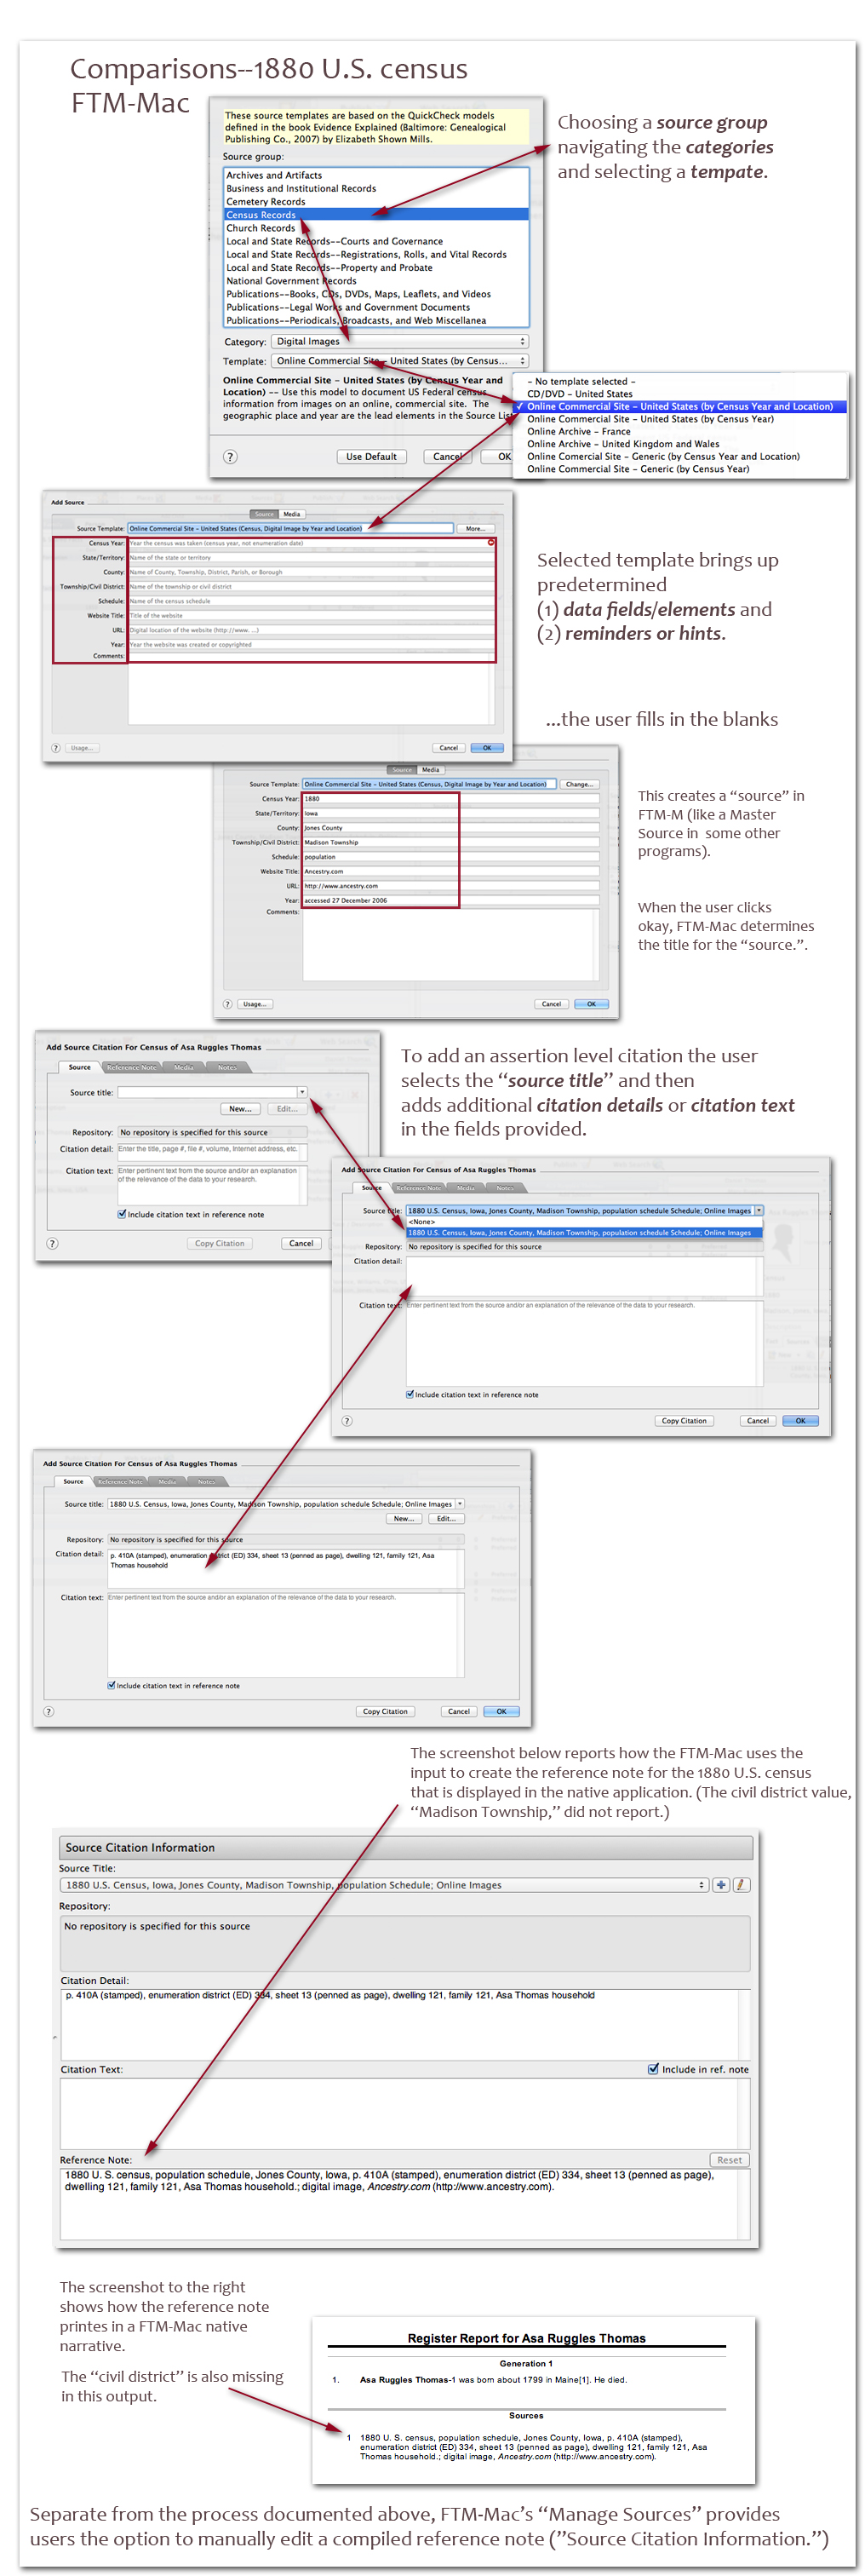 Comparisons--1880 U.S. census
FTM-Mac
These source templates are based on the QuickCheck models
defined in the book Evidence Explained (Baltimore: Genealogical
Publishing Co., 2007) by Elizabeth Shown Mills.
Source group:
Archives and Artifacts
Business and Institutional Records
Cemetery Records
Census Records
Church Records
Local and State Records--Courts and Governance
Local and State Records--Registrations, Rolls, and Vital Records
Local and State Records--Property and Probate
National Government Records
Publications--Books, CDs, DVDs, Maps, Leaflets, and Videos
Publications--Legal Works and Government Documents
Publications--Periodicals, Broadcasts, and Web Miscellanea
Category: Digital Images
Template: Online Commercial Site - United States (by Census...
Online Commercial Site - United States (by Census Year and
Location) -- Use this model to document US Federal census
information from images on an online, commercial site. The
geographic place and year are the lead elements in the Source List
? Use Default Cancel OK
Choosing a source group
navigating the categories
and selecting a tempate.
- No template selected -
CD/DVD - United States
✓ Online Commercial Site - United States (by Census Year and Location)
Online Commercial Site - United States (by Census Year)
Online Archive - France
Online Archive - United Kingdom and Wales
Online Comercial Site - Generic (by Census Year and Location)
Online Commercial Site - Generic (by Census Year)
Add Source
Source Media
Source Template: Online Commercial Site - United States (Census, Digital Image by Year and Location) More...
Census Year: Year the census was taken (census year, not enumeration date)
State/Territory: Name of the state or territory
County: Name of County, Township, District, Parish, or Borough
Township/Civil District: Name of the township or civil district
Schedule: Name of the census schedule
Website Title: Title of the website
URL: Digital location of the website (http://www. ...)
Year: Year the website was created or copyrighted
Comments:
? Usage... Cancel OK
Selected template brings up
predetermined
(1) data fields/elements and
(2) reminders or hints.
...the user fills in the blanks
Source Media
Source Template: Online Commercial Site - United States (Census, Digital Image by Year and Location) Change...
Census Year: 1880
State/Territory: Iowa
County: Jones County
Township/Civil District: Madison Township
Schedule: population
Website Title: Ancestry.com
URL: http://www.ancestry.com
Year: accessed 27 December 2006
Comments:
? Usage... Cancel OK
This creates a “source” in
FTM-M (like a Master
Source in some other
programs).
When the user clicks
okay, FTM-Mac determines
the title for the “source.”.
Add Source Citation For Census of Asa Ruggles Thomas
Source Reference Note Media Notes
Source title:
New... Edit...
Repository: No repository is specified for this source
Citation detail: Enter the title, page #, file #, volume, Internet address, etc.
Citation text: Enter pertinent text from the source and/or an explanation
of the relevance of the data to your research.
Include citation text in reference note
? Copy Citation Cancel
To add an assertion level citation the user
selects the “source title” and then
adds additional citation details or citation text
in the fields provided.
Add Source Citation For Census of Asa Ruggles Thomas
Source Reference Note Media Notes
Source title: 1880 U.S. Census, Iowa, Jones County, Madison Township, population schedule Schedule; Online Images
<None>
1880 U.S. Census, Iowa, Jones County, Madison Township, population schedule Schedule; Online Images
Repository: No repository is specified for this source
Citation detail:
Citation text: Enter pertinent text from the source and/or an explanation of the relevance of the data to your research.
Include citation text in reference note
? Copy Citation Cancel OK
Add Source Citation For Census of Asa Ruggles Thomas
Source Reference Note Media Notes
Source title: 1880 U.S. Census, Iowa, Jones County, Madison Township, population schedule Schedule; Online Images
New... Edit...
Repository: No repository is specified for this source
Citation detail: p. 410A (stamped), enumeration district (ED) 334, sheet 13 (penned as page), dwelling 121, family 121, Asa
Thomas household
Citation text: Enter pertinent text from the source and/or an explanation of the relevance of the data to your research.
Include citation text in reference note
? Copy Citation Cancel OK
The screenshot below reports how the FTM-Mac uses the
input to create the reference note for the 1880 U.S. census
that is displayed in the native application. (The civil district value,
“Madison Township,” did not report.)
Source Citation Information
Source Title:
1880 U.S. Census, Iowa, Jones County, Madison Township, population Schedule; Online Images
Repository:
No repository is specified for this source
Citation Detail:
p. 410A (stamped), enumeration district (ED) 334, sheet 13 (penned as page), dwelling 121, family 121, Asa Thomas household
Citation Text: Include in ref. note
Reference Note: Reset
1880 U. S. census, population schedule, Jones County, Iowa, p. 410A (stamped), enumeration district (ED) 334, sheet 13 (penned as page),
dwelling 121, family 121, Asa Thomas household.; digital image, Ancestry.com (http://www.ancestry.com).
The screenshot to the right
shows how the reference note
printes in a FTM-Mac native
narrative.
The “civil district” is also missing
in this output.
Register Report for Asa Ruggles Thomas
Generation 1
1. Asa Ruggles Thomas-1 was born about 1799 in Maine[1]. He died.
Sources
1 1880 U. S. census, population schedule, Jones County, Iowa, p. 410A (stamped),
enumeration district (ED) 334, sheet 13 (penned as page), dwelling 121, family 121, Asa
Thomas household.; digital image, Ancestry.com (http://www.ancestry.com).
Separate from the process documented above, FTM-Mac’s “Manage Sources” provides
users the option to manually edit a compiled reference note (”Source Citation Information.”)